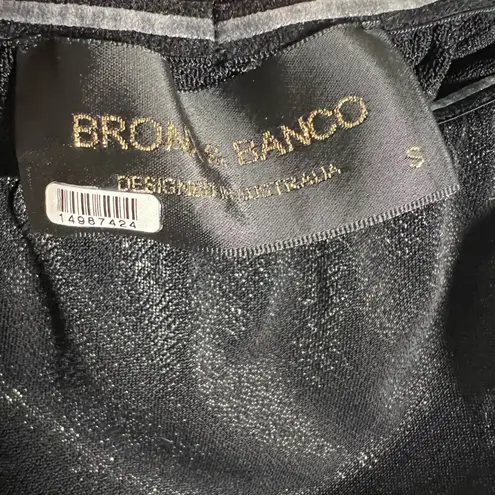 BRONX & BANCO
DESIGNED IN AUSTRALIA
S
14987424